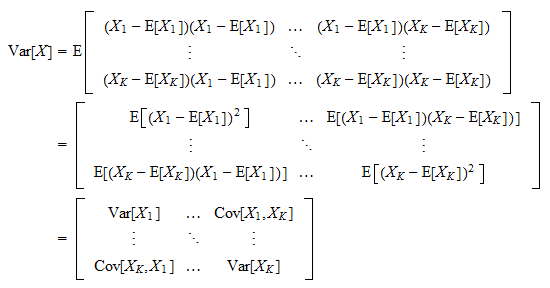 Var[X] = E [ (X₁ − E[X₁])(X₁ − E[X₁]) … (X₁ − E[X₁])(X_K − E[X_K])
⋮ ⋱ ⋮
(X_K − E[X_K])(X₁ − E[X₁]) … (X_K − E[X_K])(X_K − E[X_K]) ]
= [ E[(X₁ − E[X₁])²] … E[(X₁ − E[X₁])(X_K − E[X_K])]
⋮ ⋱ ⋮
E[(X_K − E[X_K])(X₁ − E[X₁])] … E[(X_K − E[X_K])²] ]
= [ Var[X₁] … Cov[X₁, X_K]
⋮ ⋱ ⋮
Cov[X_K, X₁] … Var[X_K] ]